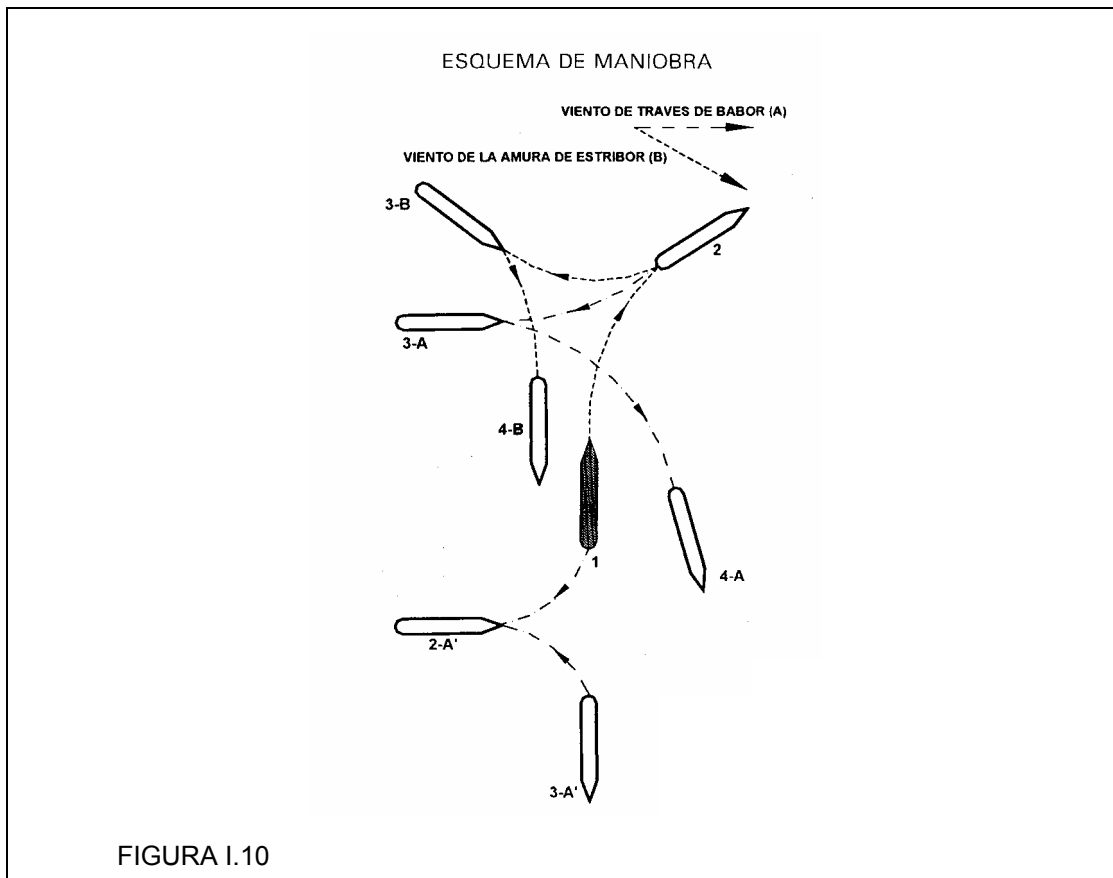 ESQUEMA DE MANIOBRA
VIENTO DE TRAVES DE BABOR (A)
VIENTO DE LA AMURA DE ESTRIBOR (B)
3-B
2
3-A
4-B
1
4-A
2-A'
3-A'
FIGURA I.10